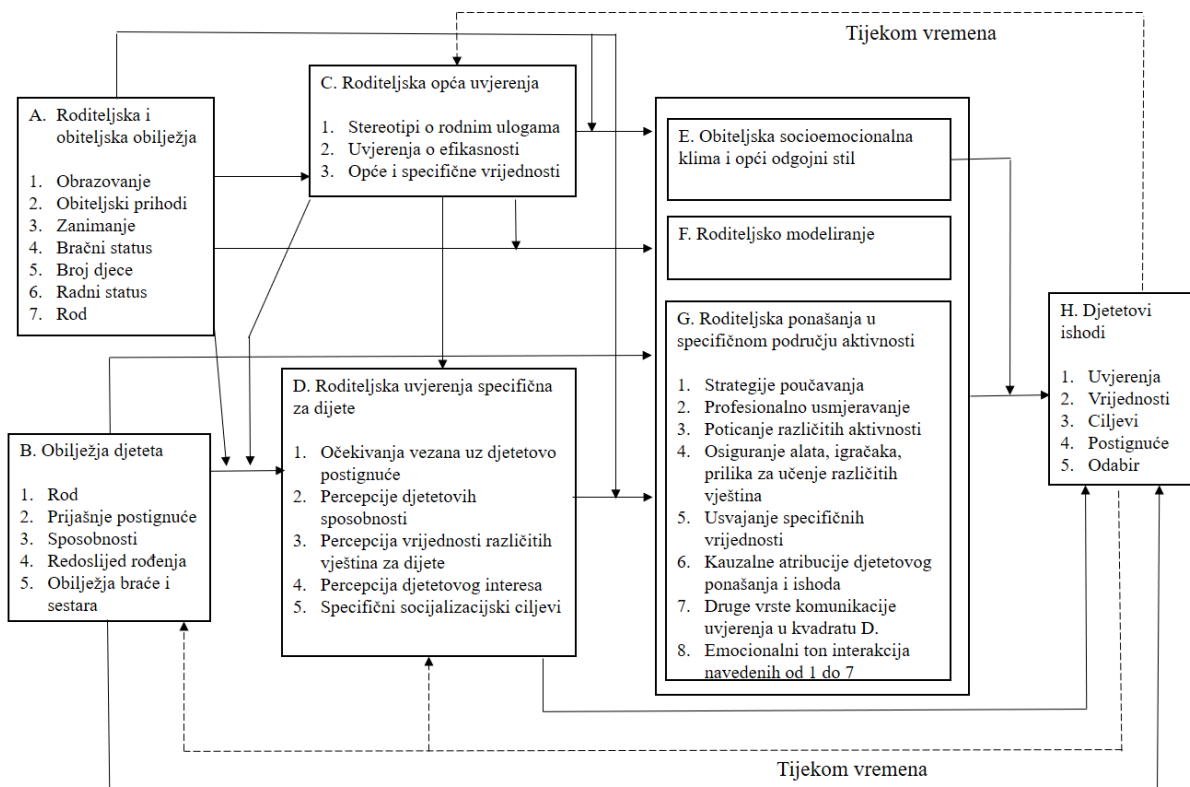 Tijekom vremena
A. Roditeljska i
obiteljska obilježja
1. Obrazovanje
2. Obiteljski prihodi
3. Zanimanje
4. Bračni status
5. Broj djece
6. Radni status
7. Rod
B. Obilježja djeteta
1. Rod
2. Prijašnje postignuće
3. Sposobnosti
4. Redoslijed rođenja
5. Obilježja braće i
sestara
C. Roditeljska opća uvjerenja
1. Stereotipi o rodnim ulogama
2. Uvjerenja o efikasnosti
3. Opće i specifične vrijednosti
D. Roditeljska uvjerenja specifična
za dijete
1. Očekivanja vezana uz djetetovo
postignuće
2. Percepcije djetetovih
sposobnosti
3. Percepcija vrijednosti različitih
vještina za dijete
4. Percepcija djetetovog interesa
5. Specifični socijalizacijski ciljevi
E. Obiteljska socioemocionalna
klima i opći odgojni stil
F. Roditeljsko modeliranje
G. Roditeljska ponašanja u
specifičnom području aktivnosti
1. Strategije poučavanja
2. Profesionalno usmjeravanje
3. Poticanje različitih aktivnosti
4. Osiguranje alata, igračaka,
prilika za učenje različitih
vještina
5. Usvajanje specifičnih
vrijednosti
6. Kauzalne atribucije djetetovog
ponašanja i ishoda
7. Druge vrste komunikacije
uvjerenja u kvadratu D.
8. Emocionalni ton interakcija
navedenih od 1 do 7
H. Djetetovi
ishodi
1. Uvjerenja
2. Vrijednosti
3. Ciljevi
4. Postignuće
5. Odabir
Tijekom vremena